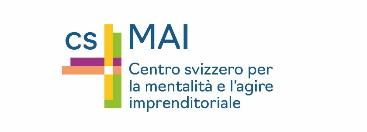 cs MAI
Centro svizzero per
la mentalità e l'agire
imprenditoriale